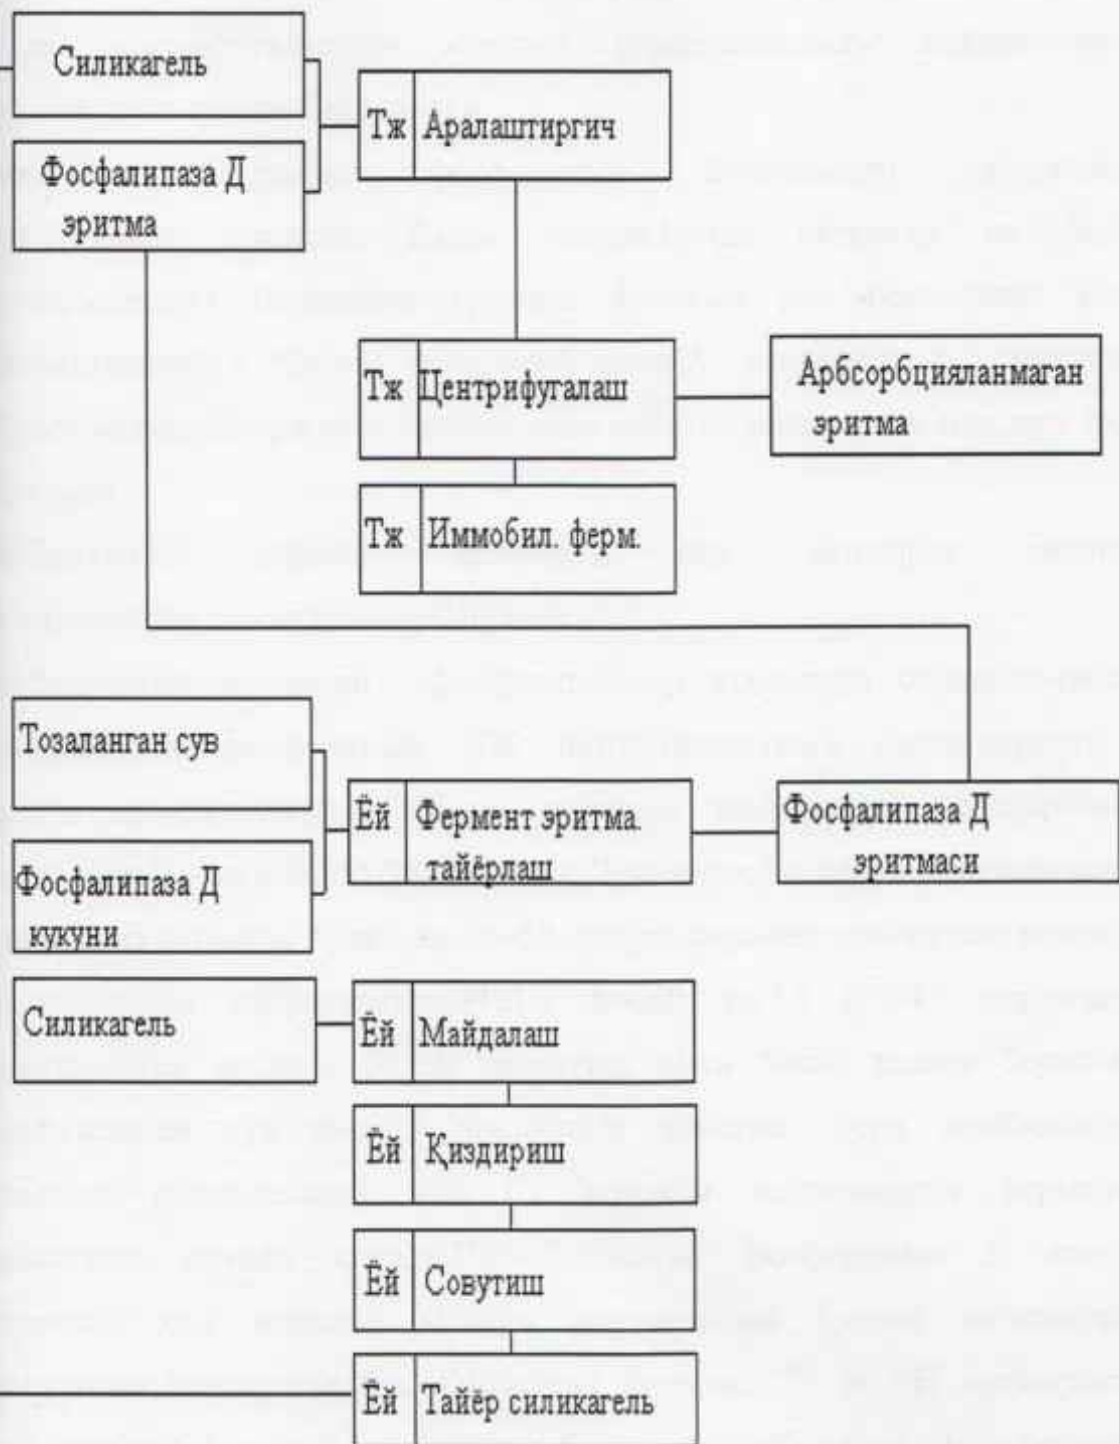 Силикагель
Тж Аралаштиргич
Фосфалипаза Д
эритма
Тж Центрифугалаш
Арбсорбцияланмаган
эритма
Тж Иммобил. ферм.
Тозаланган сув
Ёй Фермент эритма.
тайёрлаш
Фосфалипаза Д
эритмаси
Фосфалипаза Д
кукуни
Силикагель
Ёй Майдалаш
Ёй Қиздириш
Ёй Совутиш
Ёй Тайёр силикагель